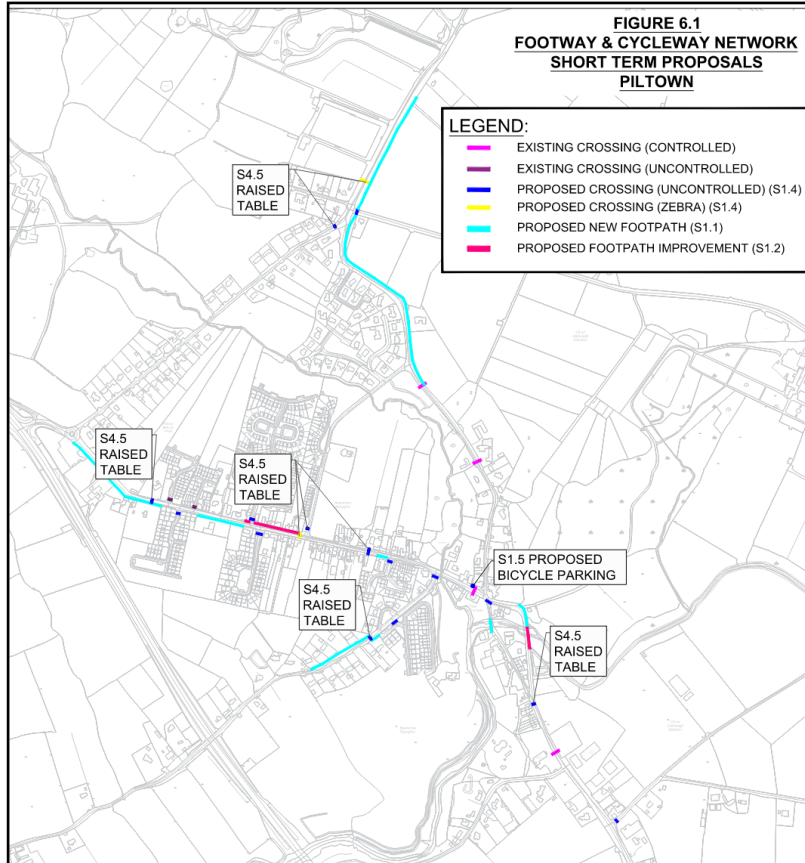 FIGURE 6.1
FOOTWAY & CYCLEWAY NETWORK
SHORT TERM PROPOSALS
PILTOWN
LEGEND:
EXISTING CROSSING (CONTROLLED)
EXISTING CROSSING (UNCONTROLLED)
PROPOSED CROSSING (UNCONTROLLED) (S1.4)
PROPOSED CROSSING (ZEBRA) (S1.4)
PROPOSED NEW FOOTPATH (S1.1)
PROPOSED FOOTPATH IMPROVEMENT (S1.2)
S4.5
RAISED
TABLE
S4.5
RAISED
TABLE
S4.5
RAISED
TABLE
S1.5 PROPOSED
BICYCLE PARKING
S4.5
RAISED
TABLE
S4.5
RAISED
TABLE